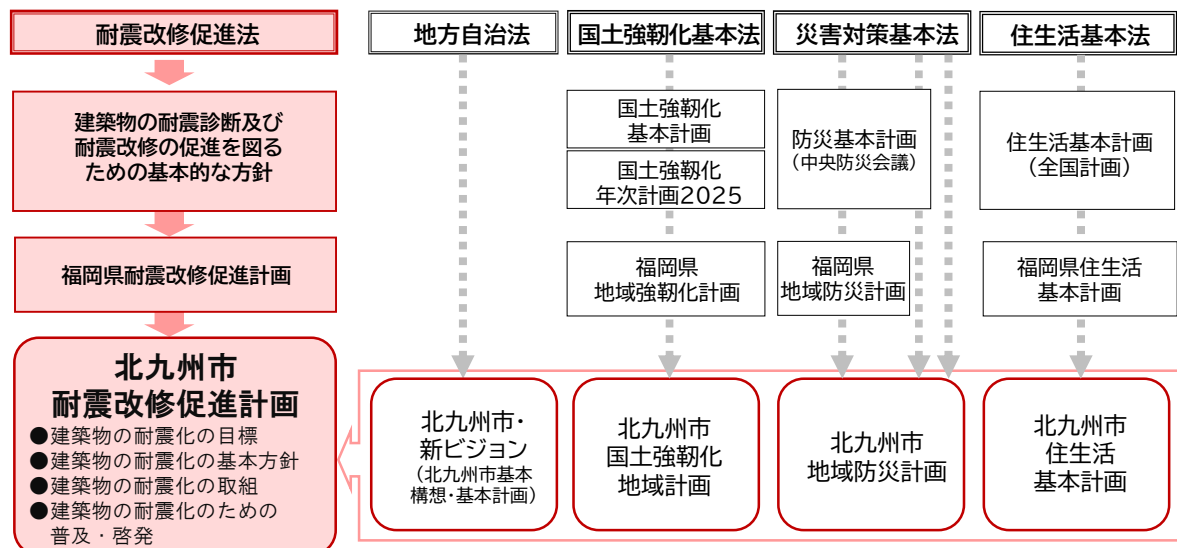 耐震改修促進法
地方自治法
国土強靭化基本法
災害対策基本法
住生活基本法
建築物の耐震診断及び
耐震改修の促進を図る
ための基本的な方針
国土強靭化
基本計画
国土強靭化
年次計画2025
防災基本計画
（中央防災会議）
住生活基本計画
（全国計画）
福岡県耐震改修促進計画
福岡県
地域強靭化計画
福岡県
地域防災計画
福岡県住生活
基本計画
北九州市
耐震改修促進計画
●建築物の耐震化の目標
●建築物の耐震化の基本方針
●建築物の耐震化の取組
●建築物の耐震化のための
普及・啓発
北九州市・
新ビジョン
（北九州市基本
構想・基本計画）
北九州市
国土強靭化
地域計画
北九州市
地域防災計画
北九州市
住生活
基本計画